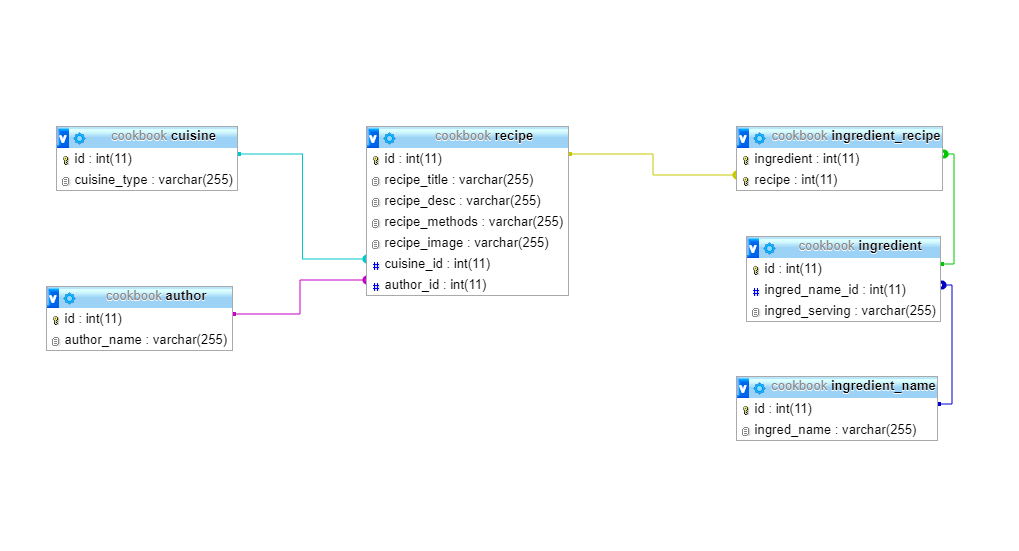 cookbook cuisine
id : int(11)
cuisine_type : varchar(255)
cookbook author
id : int(11)
author_name : varchar(255)
cookbook recipe
id : int(11)
recipe_title : varchar(255)
recipe_desc : varchar(255)
recipe_methods : varchar(255)
recipe_image : varchar(255)
cuisine_id : int(11)
author_id : int(11)
cookbook ingredient_recipe
ingredient : int(11)
recipe : int(11)
cookbook ingredient
id : int(11)
ingred_name_id : int(11)
ingred_serving : varchar(255)
cookbook ingredient_name
id : int(11)
ingred_name : varchar(255)